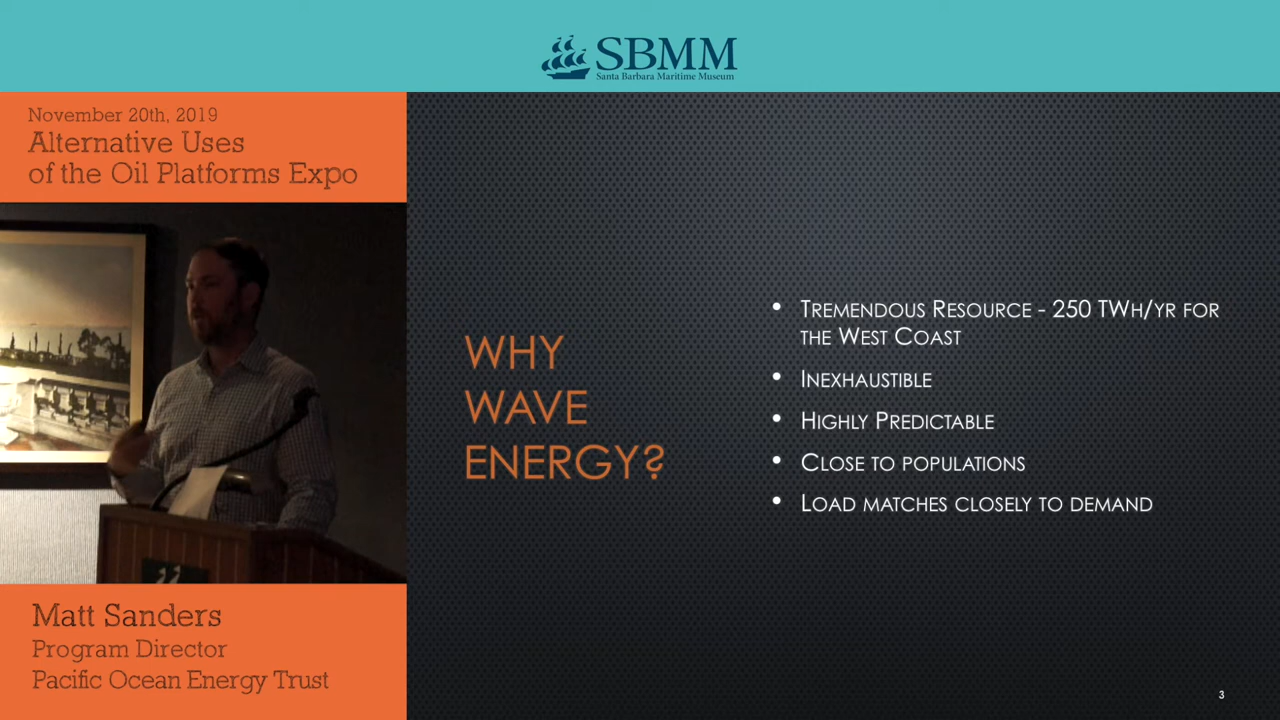 SBMM
Santa Barbara Maritime Museum
November 20th, 2019
Alternative Uses
of the Oil Platforms Expo
WHY
WAVE
ENERGY?
• Tremendous Resource - 250 TWh/yr for
the West Coast
• Inexhaustible
• Highly Predictable
• Close to populations
• Load matches closely to demand
Matt Sanders
Program Director
Pacific Ocean Energy Trust
3